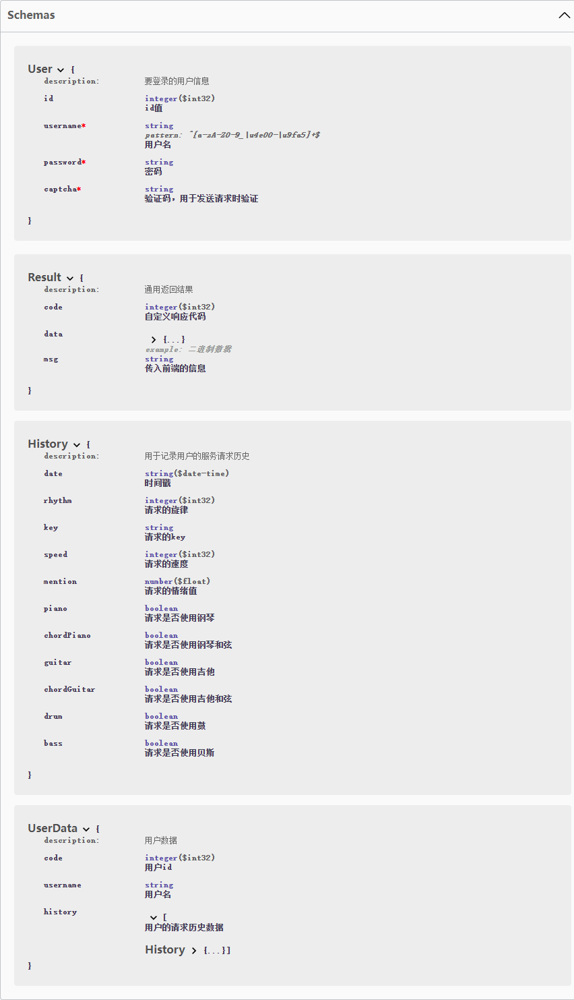 Schemas
User {
description: 要登录的用户信息
id integer($int32)
id值
username* string
pattern: ^[a-zA-Z0-9_\u4e00-\u9fa5]+$
用户名
password* string
密码
captcha* string
验证码，用于发送请求时验证
}
Result {
description: 通用返回结果
code integer($int32)
自定义响应代码
data {...}
example: 二进制数据
msg string
传入前端的信息
}
History {
description: 用于记录用户的服务请求历史
date string($date-time)
时间戳
rhythm integer($int32)
请求的旋律
key string
请求的key
speed integer($int32)
请求的速度
mention number($float)
请求的情绪值
piano boolean
请求是否使用钢琴
chordPiano boolean
请求是否使用钢琴和弦
guitar boolean
请求是否使用吉他
chordGuitar boolean
请求是否使用吉他和弦
drum boolean
请求是否使用鼓
bass boolean
请求是否使用贝斯
}
UserData {
description: 用户数据
code integer($int32)
用户id
username string
用户名
history [
用户的请求历史数据
History {...}]
}